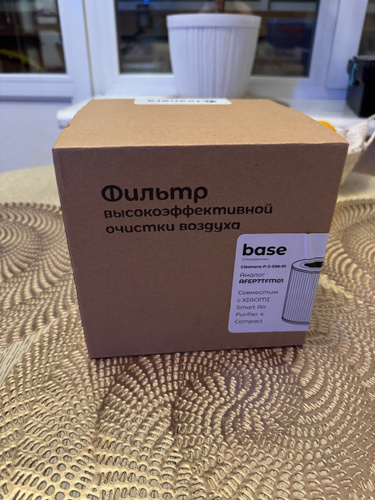 Фильтр
высокоэффективной
очистки воздуха
base
Аналог
AFEP7TFM01
Совместим
с XIAOMI
Smart Air
Purifier 4
Compact